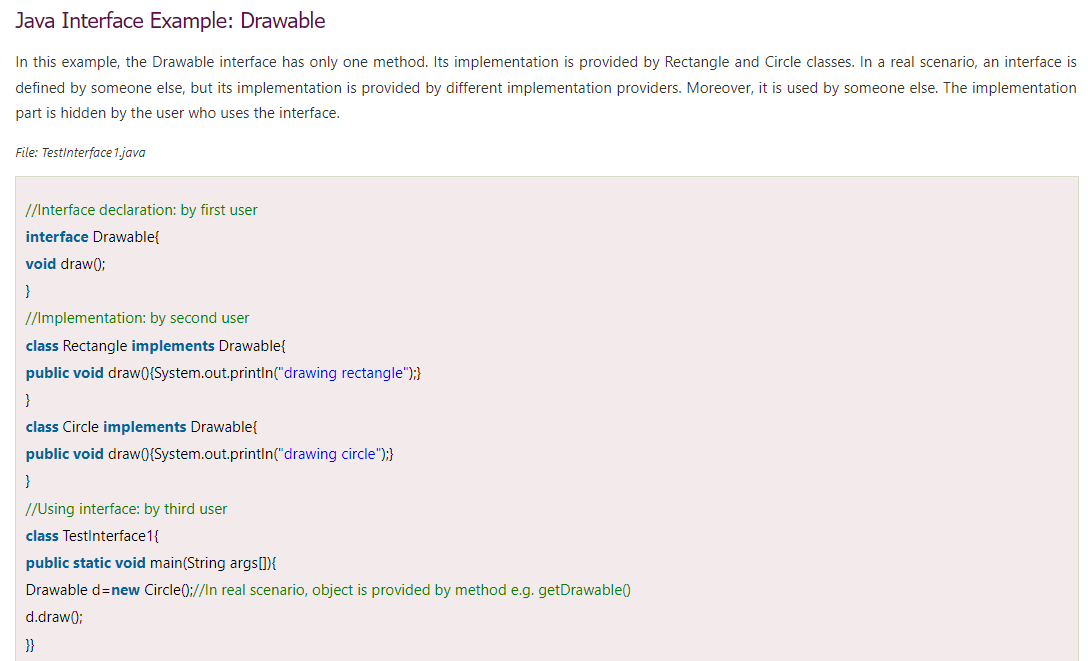 Java Interface Example: Drawable
In this example, the Drawable interface has only one method. Its implementation is provided by Rectangle and Circle classes. In a real scenario, an interface is
defined by someone else, but its implementation is provided by different implementation providers. Moreover, it is used by someone else. The implementation
part is hidden by the user who uses the interface.
File: TestInterface1.java
//Interface declaration: by first user
interface Drawable{
void draw();
}
//Implementation: by second user
class Rectangle implements Drawable{
public void draw(){System.out.println("drawing rectangle");}
}
class Circle implements Drawable{
public void draw(){System.out.println("drawing circle");}
}
//Using interface: by third user
class TestInterface1{
public static void main(String args[]){
Drawable d=new Circle();//In real scenario, object is provided by method e.g. getDrawable()
d.draw();
}}